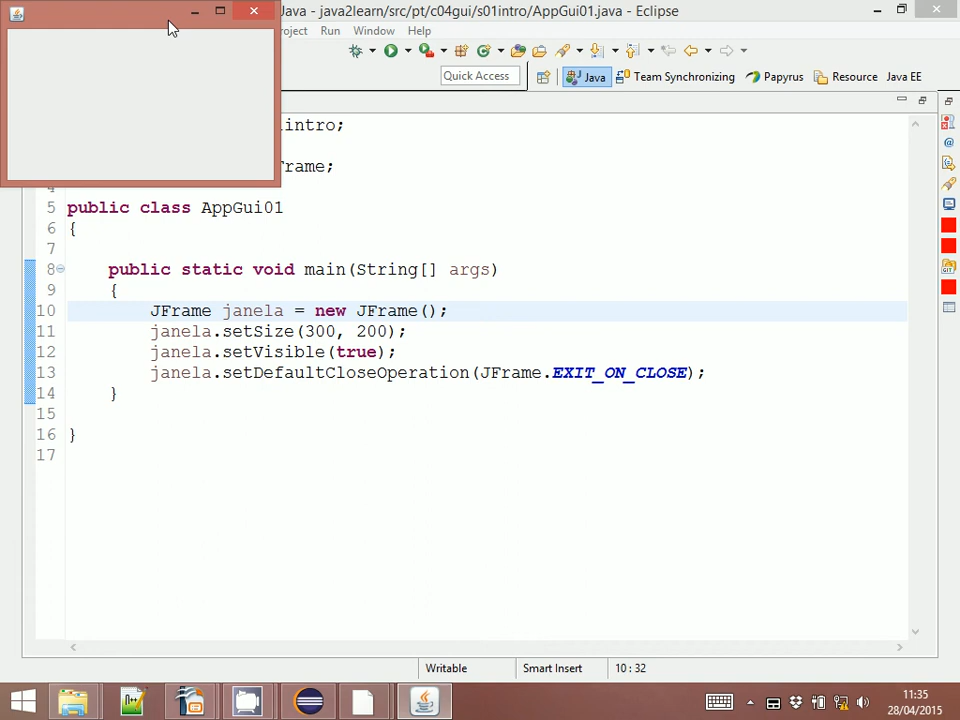 Java - java2learn/src/pt/c04gui/s01intro/AppGui01.java - Eclipse
roject Run Window Help
Quick Access
Java
Team Synchronizing
Papyrus
Resource
Java EE
intro;
Frame;
5 public class AppGui01
6 {
7
8 public static void main(String[] args)
9 {
10 JFrame janela = new JFrame();
11 janela.setSize(300, 200);
12 janela.setVisible(true);
13 janela.setDefaultCloseOperation(JFrame.EXIT_ON_CLOSE);
14 }
15
16 }
17
Writable Smart Insert 10 : 32
11:35
28/04/2015